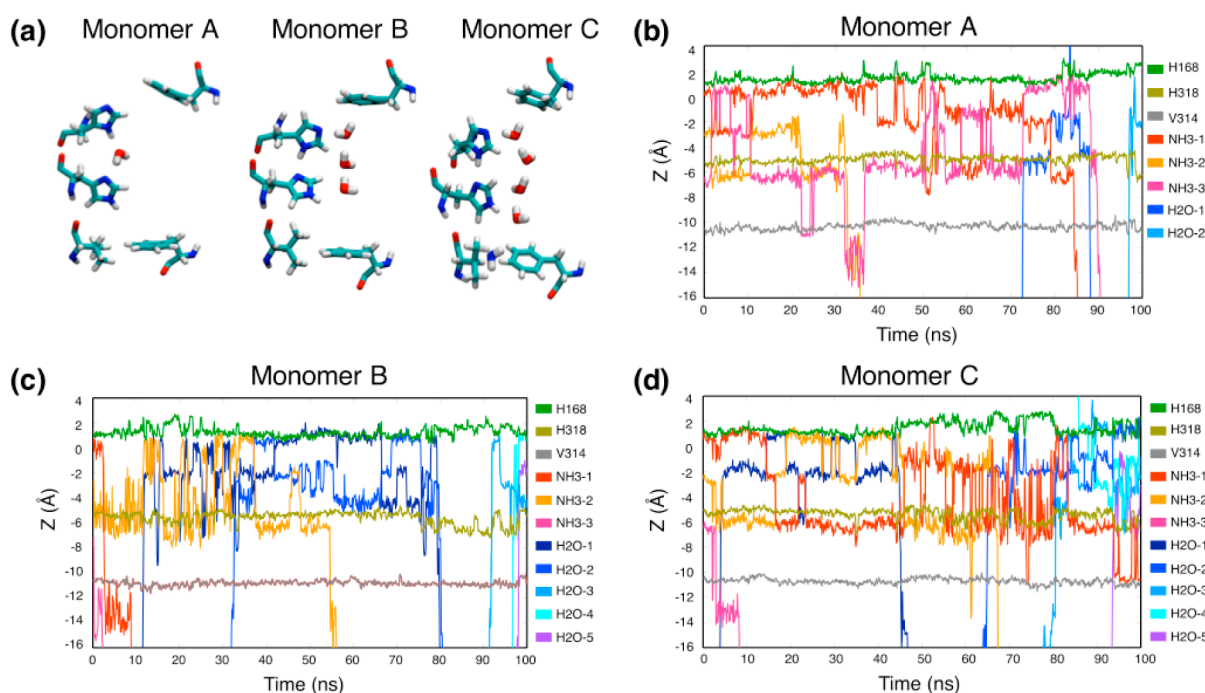 (a) Monomer A Monomer B Monomer C
(b) Monomer A
4
2
0
-2
-4
-6
-8
-10
-12
-14
-16
Z (Å)
0 10 20 30 40 50 60 70 80 90 100
Time (ns)
H168
H318
V314
NH3-1
NH3-2
NH3-3
H2O-1
H2O-2
(c) Monomer B
4
2
0
-2
-4
-6
-8
-10
-12
-14
-16
Z (Å)
0 10 20 30 40 50 60 70 80 90 100
Time (ns)
H168
H318
V314
NH3-1
NH3-2
NH3-3
H2O-1
H2O-2
H2O-3
H2O-4
H2O-5
(d) Monomer C
4
2
0
-2
-4
-6
-8
-10
-12
-14
-16
Z (Å)
0 10 20 30 40 50 60 70 80 90 100
Time (ns)
H168
H318
V314
NH3-1
NH3-2
NH3-3
H2O-1
H2O-2
H2O-3
H2O-4
H2O-5